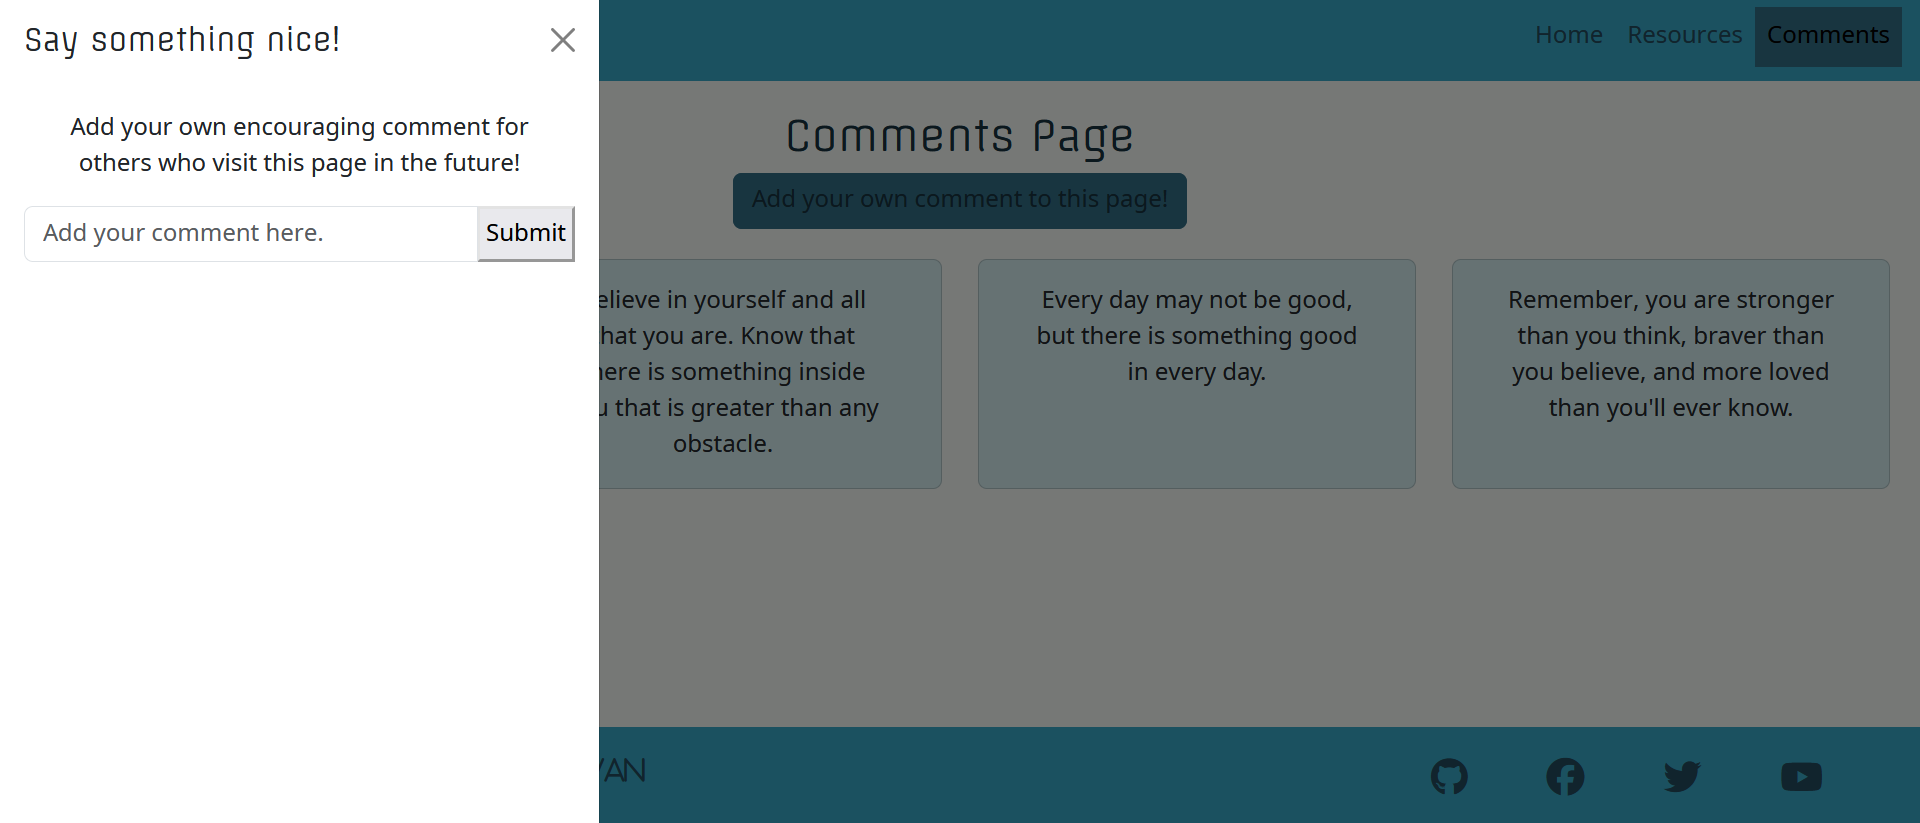 Say something nice!
Add your own encouraging comment for
others who visit this page in the future!
Add your comment here.
Submit
Home
Resources
Comments
Comments Page
Add your own comment to this page!
elieve in yourself and all
hat you are. Know that
ere is something inside
u that is greater than any
obstacle.
Every day may not be good,
but there is something good
in every day.
Remember, you are stronger
than you think, braver than
you believe, and more loved
than you'll ever know.
AN